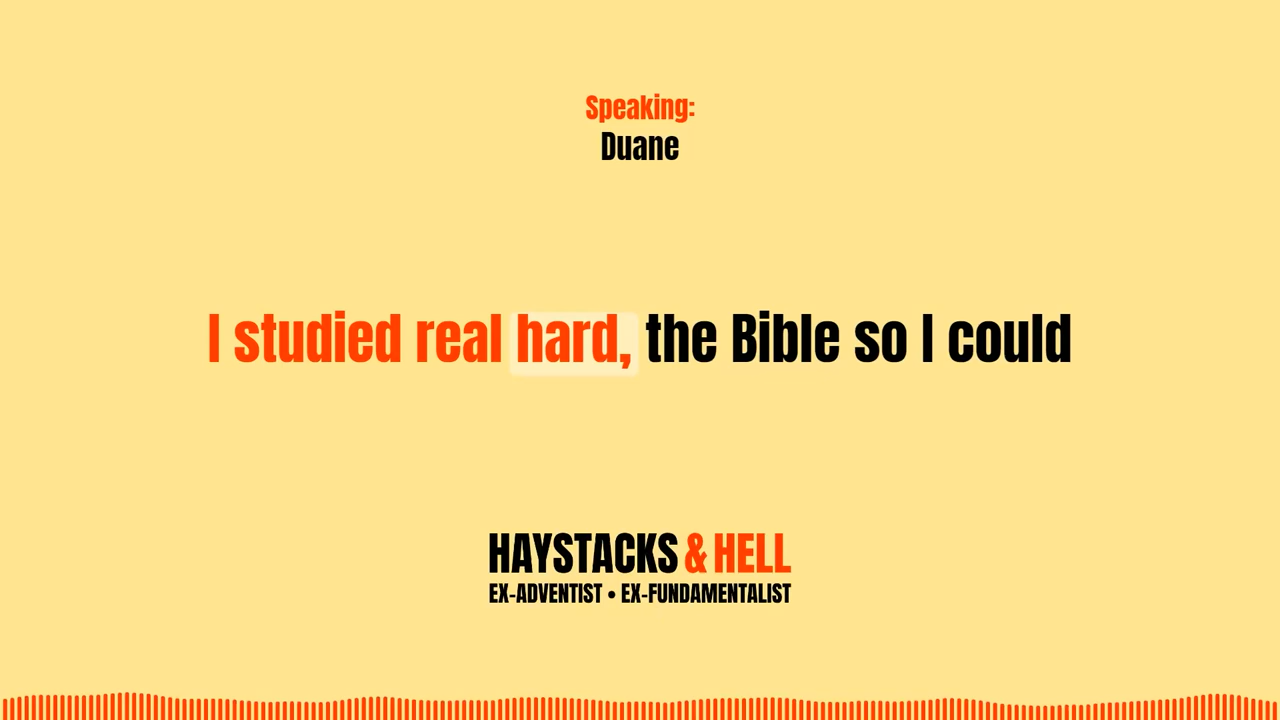 Speaking:
Duane
I studied real hard, the Bible so I could
HAYSTACKS & HELL
EX-ADVENTIST • EX-FUNDAMENTALIST